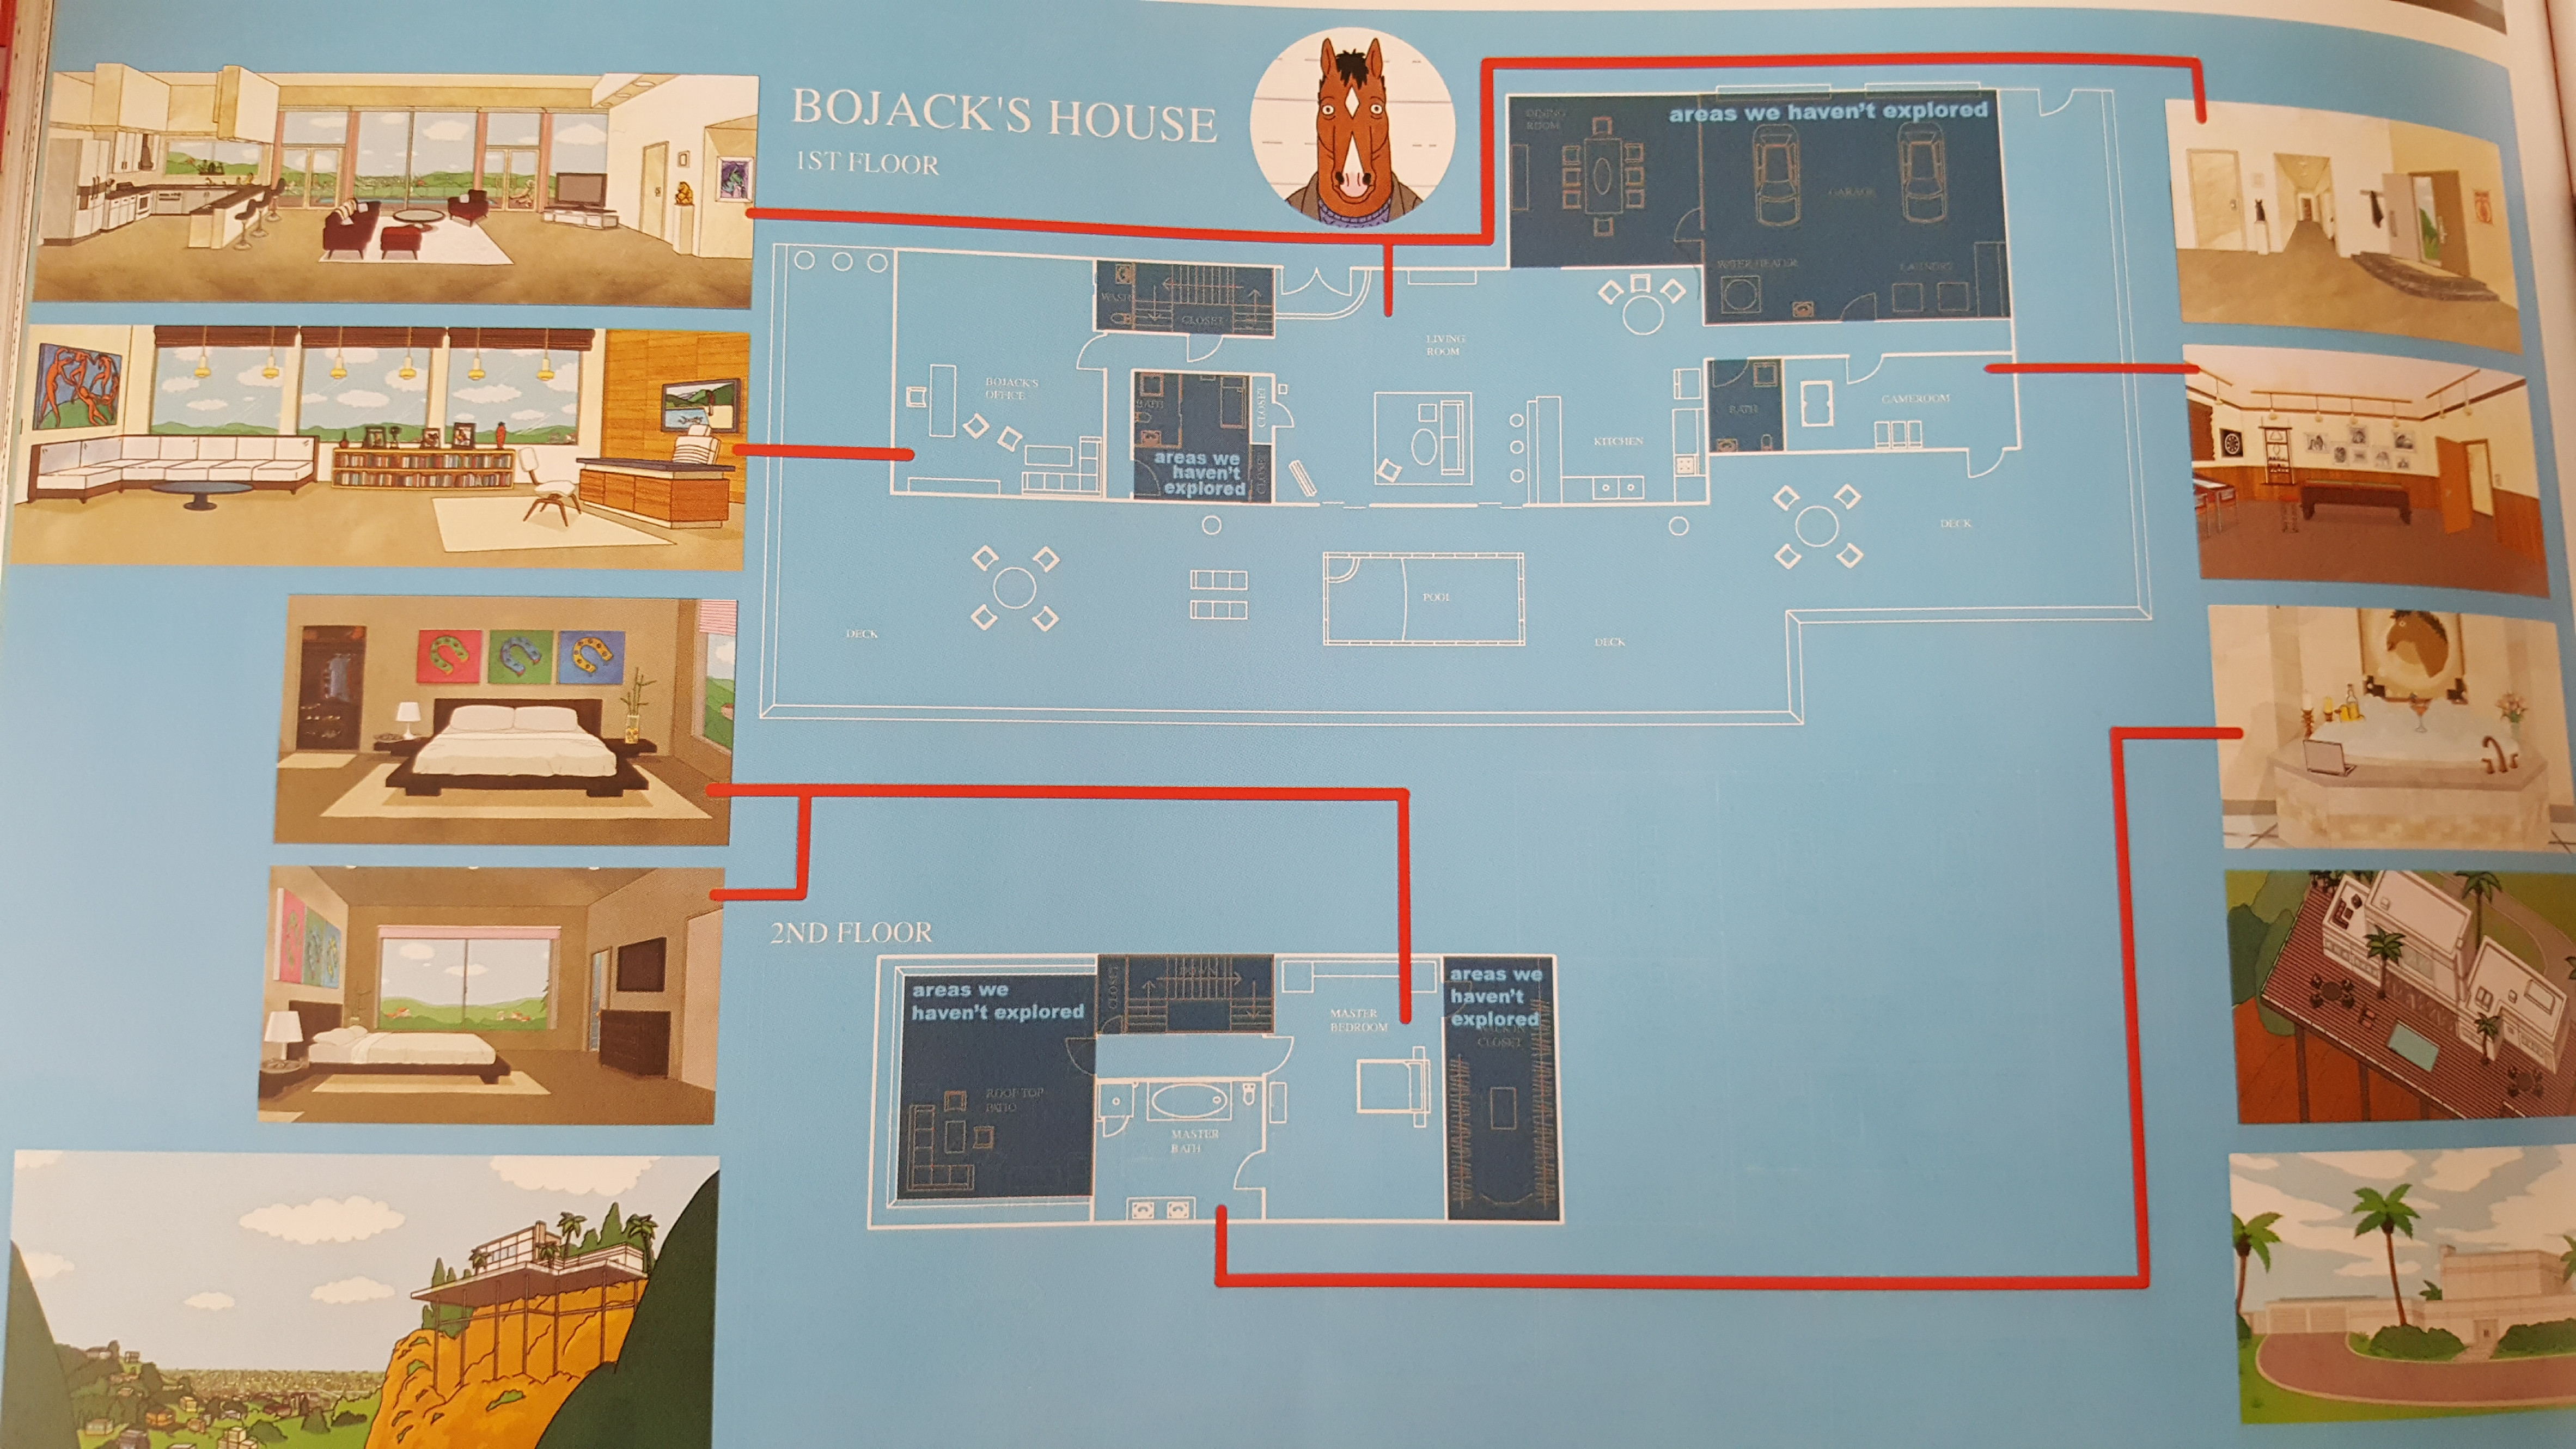 BOJACK'S HOUSE
1ST FLOOR
areas we haven't explored
DINING
ROOM
GARAGE
WATER HEATER
LAUNDRY
WASH
CLOSET
LIVING
ROOM
BOJACK'S
OFFICE
BATH
CLOSET
CLOSET
areas we
haven't
explored
KITCHEN
BATH
GAMEROOM
DECK
POOL
DECK
DECK
2ND FLOOR
areas we
haven't explored
CLOSET
DOWN
MASTER
BEDROOM
areas we
haven't
explored
CLOSET
ROOF TOP
PATIO
MASTER
BATH